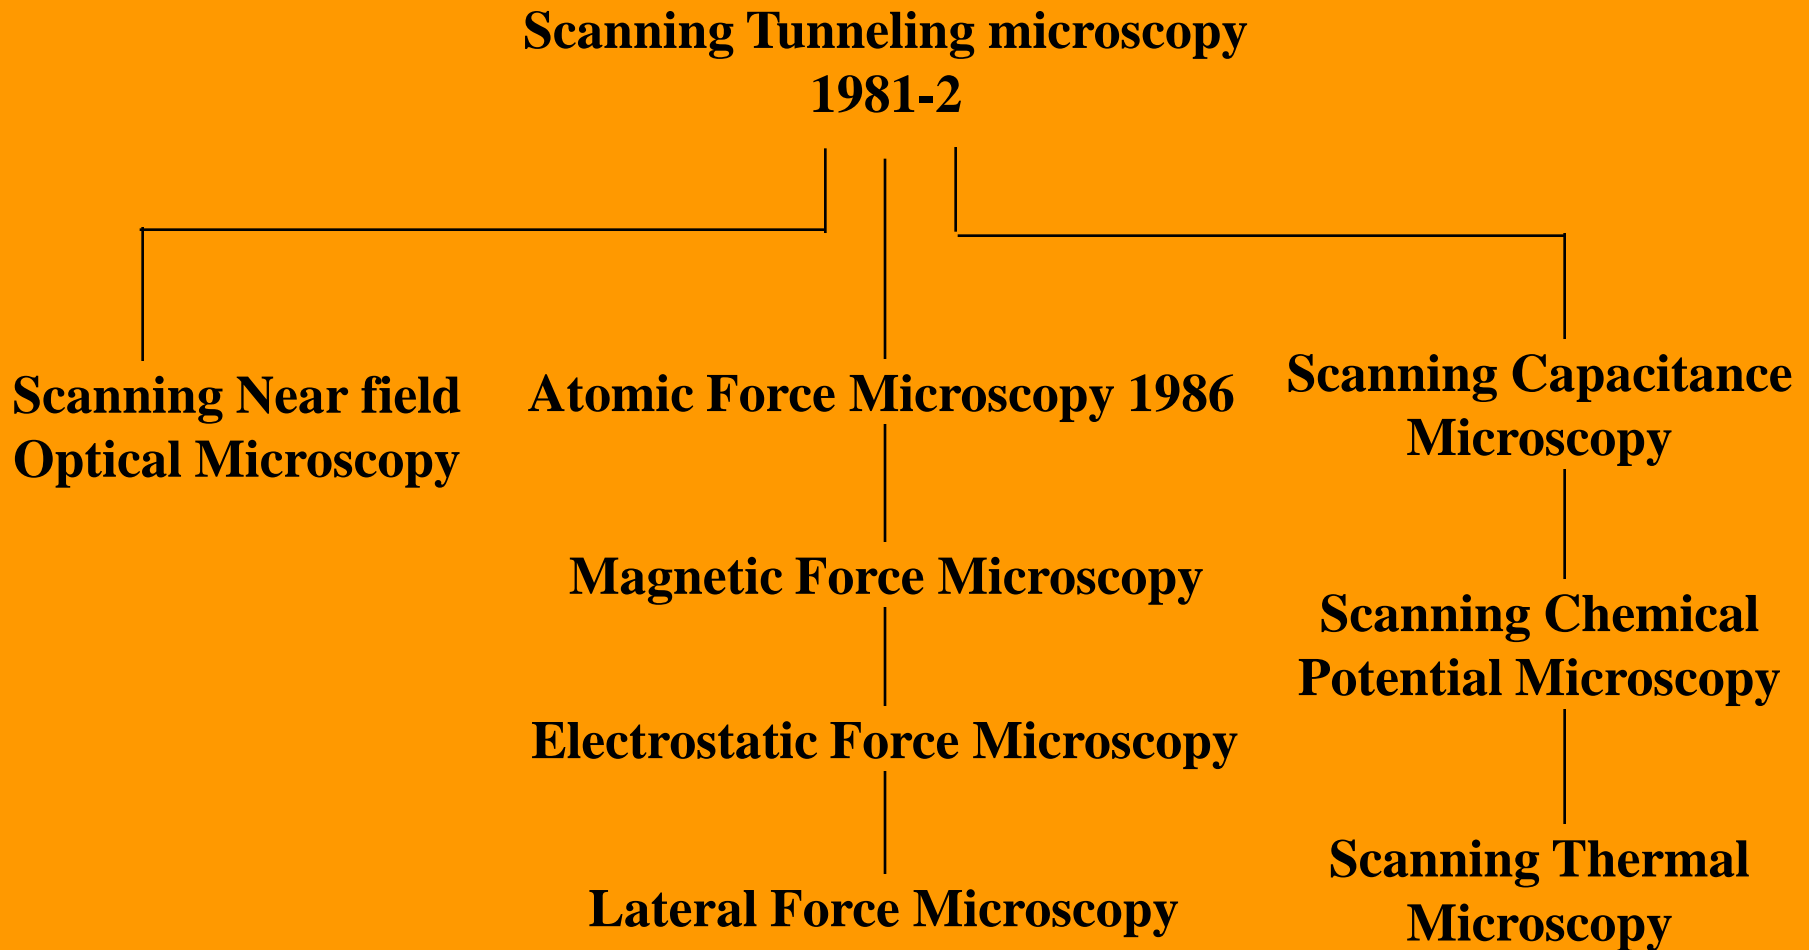 Scanning Tunneling microscopy
1981-2
Scanning Near field
Optical Microscopy
Atomic Force Microscopy 1986
Magnetic Force Microscopy
Electrostatic Force Microscopy
Lateral Force Microscopy
Scanning Capacitance
Microscopy
Scanning Chemical
Potential Microscopy
Scanning Thermal
Microscopy